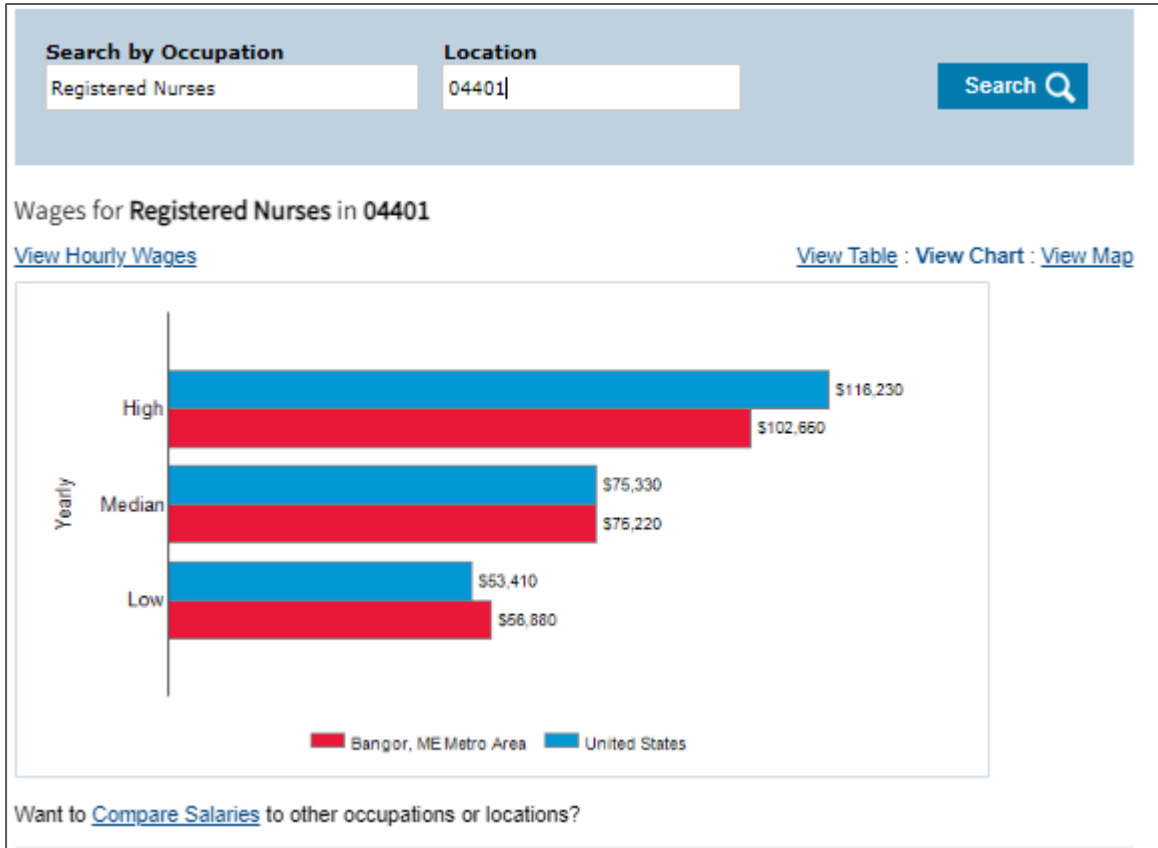 Search by Occupation Location
Registered Nurses 04401 Search
Wages for Registered Nurses in 04401
View Hourly Wages View Table : View Chart : View Map
Yearly
High $116,230
$102,660
Median $75,330
$75,220
Low $53,410
$56,880
Bangor, ME Metro Area United States
Want to Compare Salaries to other occupations or locations?